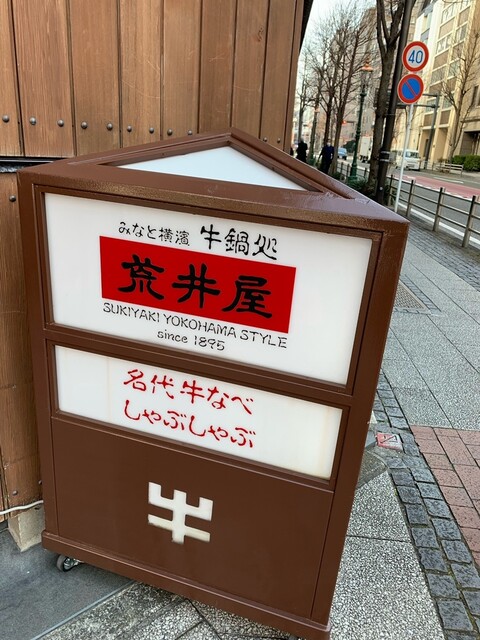 40
みなと横濱 牛鍋処
荒井屋
SUKIYAKI YOKOHAMA STYLE
since 1895
名代 牛なべ
しゃぶしゃぶ
牛